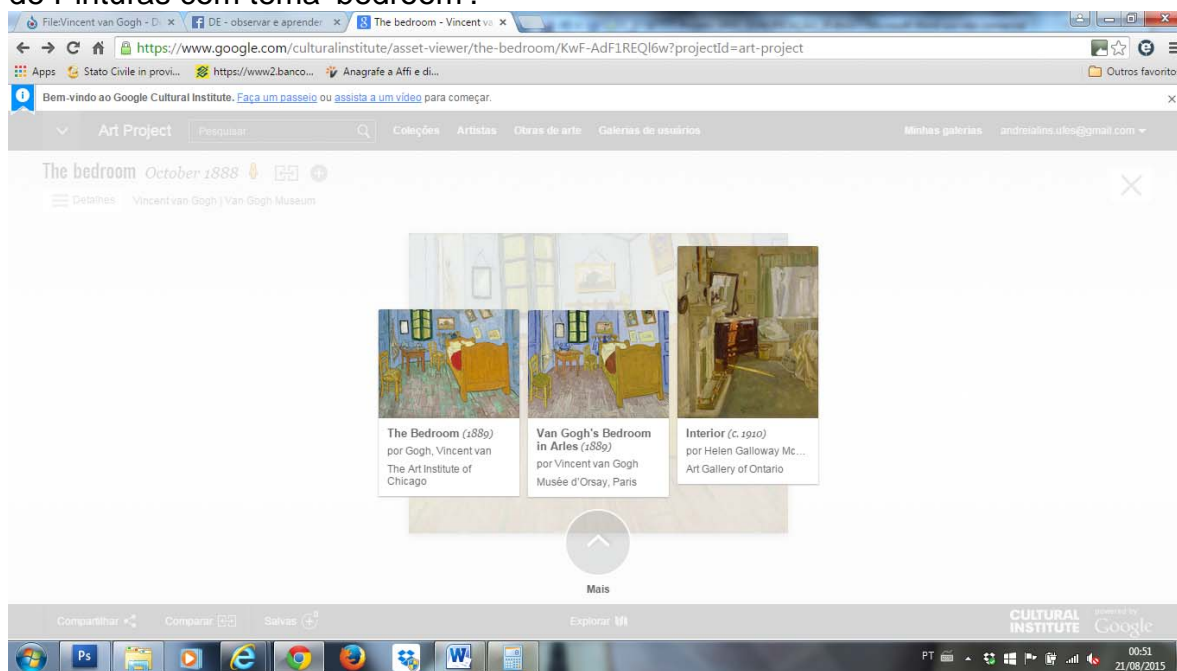 de Pinturas com tema 'bedroom'.
File:Vincent van Gogh - D
DE - observar e aprender
The bedroom - Vincent va
https://www.google.com/culturalinstitute/asset-viewer/the-bedroom/KwF-AdF1REQl6w?projectId=art-project
Apps Stato Civile in provi... https://www2.banco... Anagrafe a Affi e di... Outros favorito
Bem-vindo ao Google Cultural Institute. Faça um passeio ou assista a um vídeo para começar.
Art Project Pesquisar Coleções Artistas Obras de arte Galerias de usuários Minhas galerias andreialins.ufes@gmail.com
The bedroom October 1888
Detalhes Vincent van Gogh | Van Gogh Museum
The Bedroom (1889)
por Gogh, Vincent van
The Art Institute of
Chicago
Van Gogh's Bedroom
in Arles (1889)
por Vincent van Gogh
Musée d'Orsay, Paris
Interior (c. 1910)
por Helen Galloway Mc...
Art Gallery of Ontario
Mais
Compartilhar Comparar Salvas Explorar
CULTURAL
INSTITUTE
powered by
Google
Ps
W
PT
00:51
21/08/2015